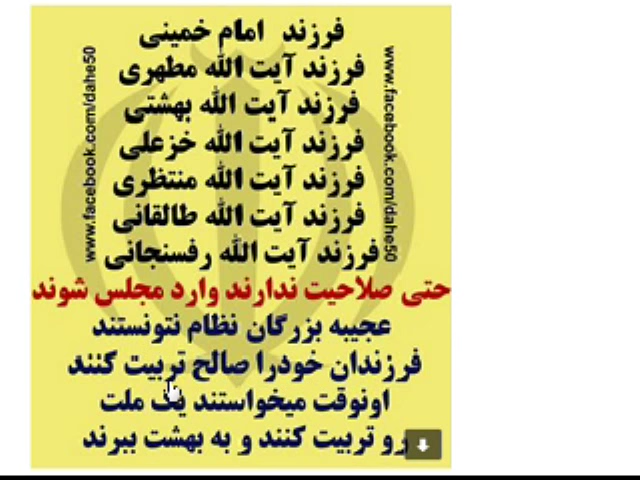 فرزند امام خمینی
فرزند آیت الله مطهری
فرزند آیت الله بهشتی
فرزند آیت الله خزعلی
فرزند آیت الله منتظری
فرزند آیت الله طالقانی
فرزند آیت الله رفسنجانی
حتی صلاحیت ندارند وارد مجلس شوند
عجیبه بزرگان نظام نتونستند
فرزندان خودرا صالح تربیت کنند
اونوقت میخواستند یک ملت
رو تربیت کنند و به بهشت ببرند
www.facebook.com/dahe50
www.facebook.com/dahe50